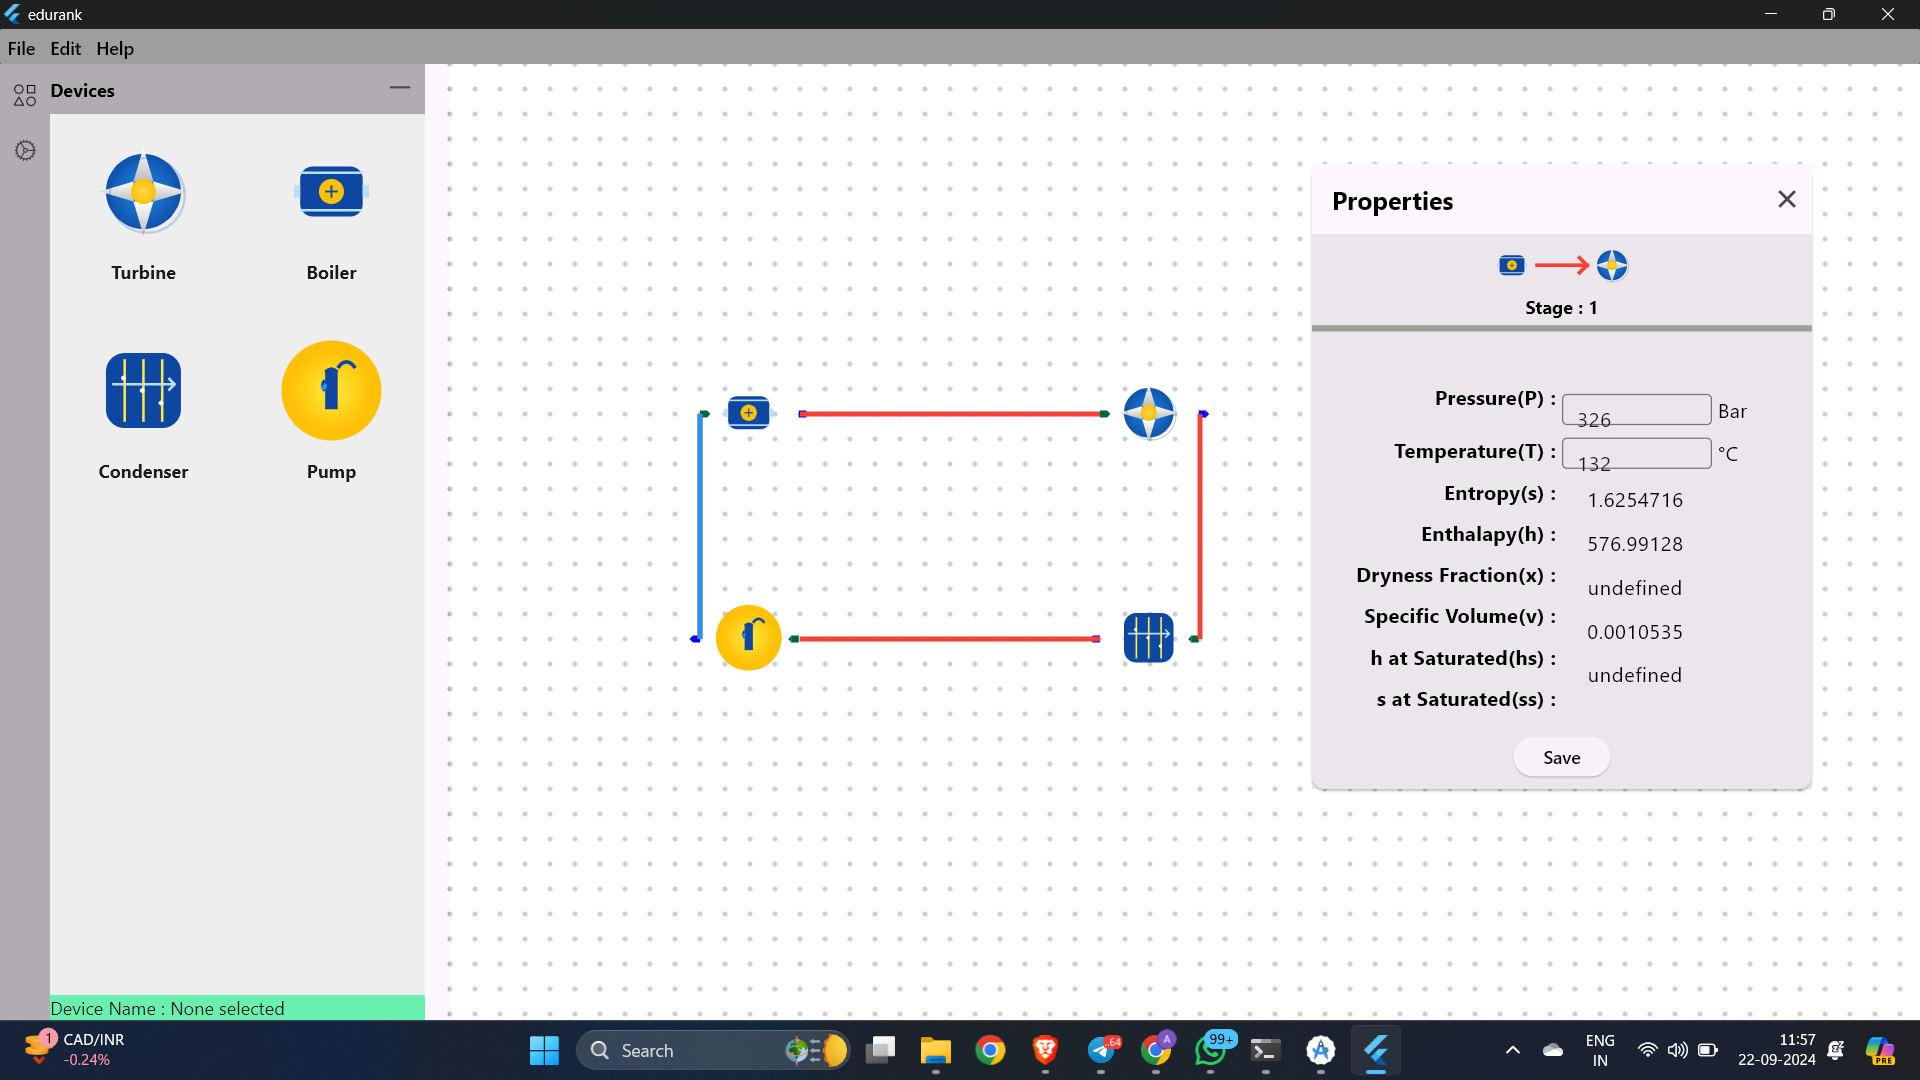 edurank
File Edit Help
Devices
Turbine Boiler
Condenser Pump
Device Name : None selected
Properties
Stage : 1
Pressure(P) : 326 Bar
Temperature(T) : 132 °C
Entropy(s) : 1.6254716
Enthalapy(h) : 576.99128
Dryness Fraction(x) : undefined
Specific Volume(v) : 0.0010535
h at Saturated(hs) : undefined
s at Saturated(ss) :
Save
1 CAD/INR
-0.24%
Search
.64
A
99+
ENG
IN
11:57
22-09-2024
PRE